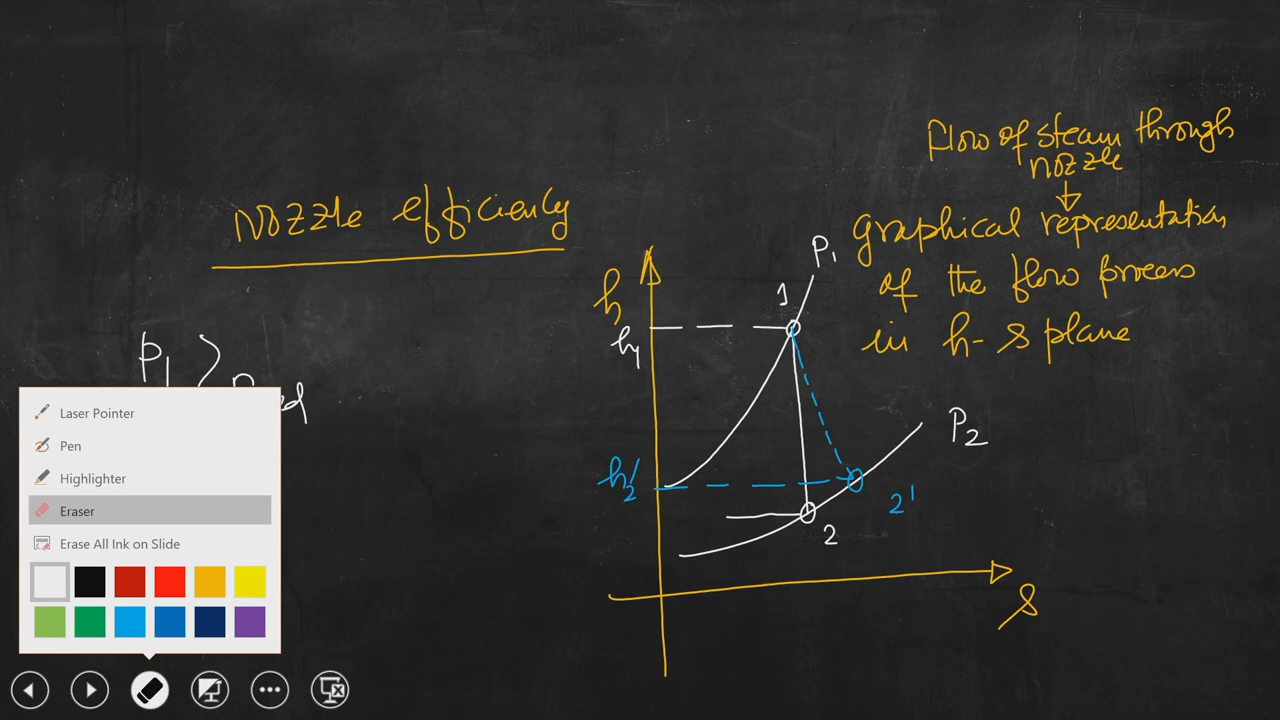 Flow of steam through
nozzle
graphical representation
of the flow process
in h-s plane
Nozzle efficiency
P1 >
h
P1
1
h1
P2
h2'
2'
2
s
Laser Pointer
Pen
Highlighter
Eraser
Erase All Ink on Slide